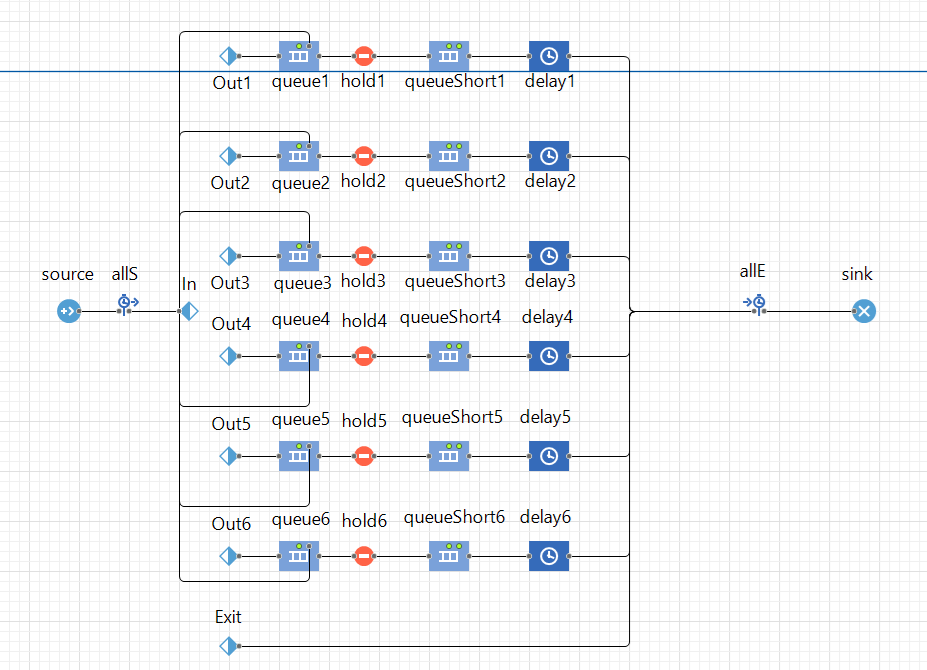 Out1 queue1 hold1 queueShort1 delay1
Out2 queue2 hold2 queueShort2 delay2
source allS In Out3 queue3 hold3 queueShort3 delay3 allE sink
Out4 queue4 hold4 queueShort4 delay4
Out5 queue5 hold5 queueShort5 delay5
Out6 queue6 hold6 queueShort6 delay6
Exit